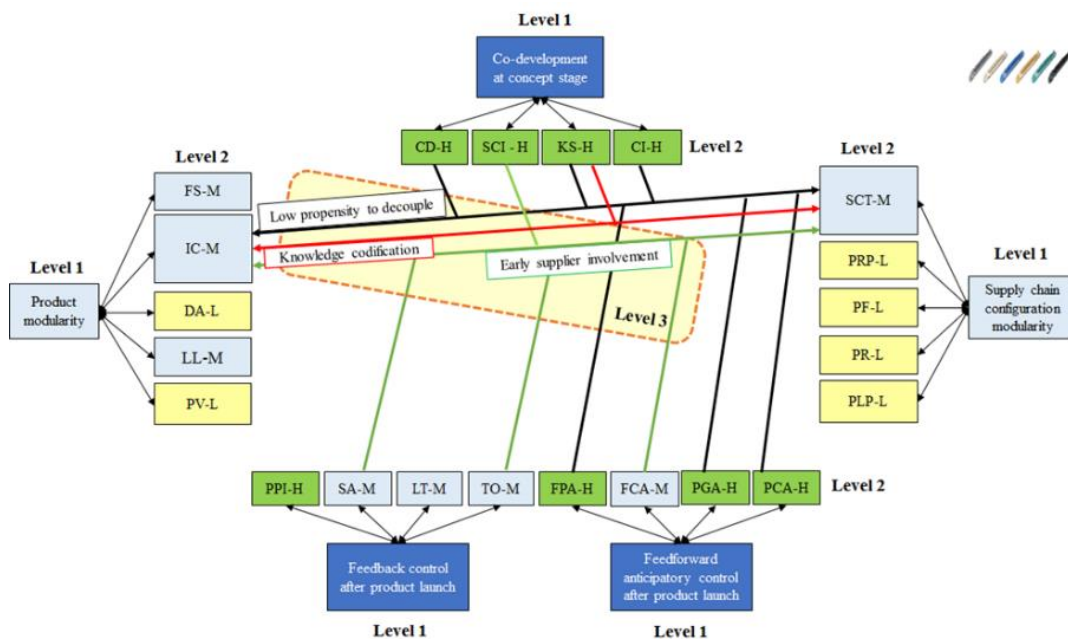 Level 1
Co-development
at concept stage
CD-H
SCI - H
KS-H
CI-H
Level 2
Level 2
FS-M
IC-M
DA-L
LL-M
PV-L
Level 1
Product
modularity
Low propensity to decouple
Knowledge codification
Early supplier involvement
Level 3
Level 2
SCT-M
PRP-L
PF-L
PR-L
PLP-L
Level 1
Supply chain
configuration
modularity
PPI-H
SA-M
LT-M
TO-M
FPA-H
FCA-M
PGA-H
PCA-H
Level 2
Feedback control
after product launch
Level 1
Feedforward
anticipatory control
after product launch
Level 1